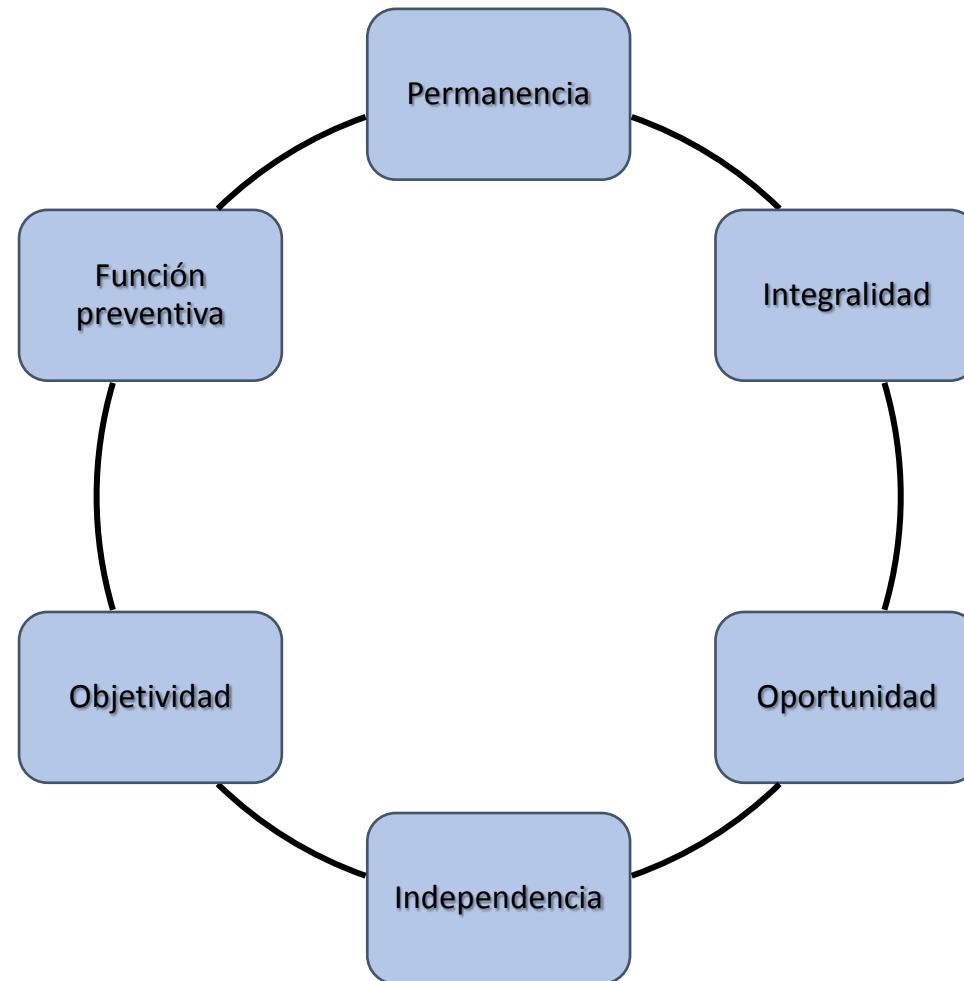 Permanencia
Función
preventiva
Integralidad
Objetividad
Oportunidad
Independencia